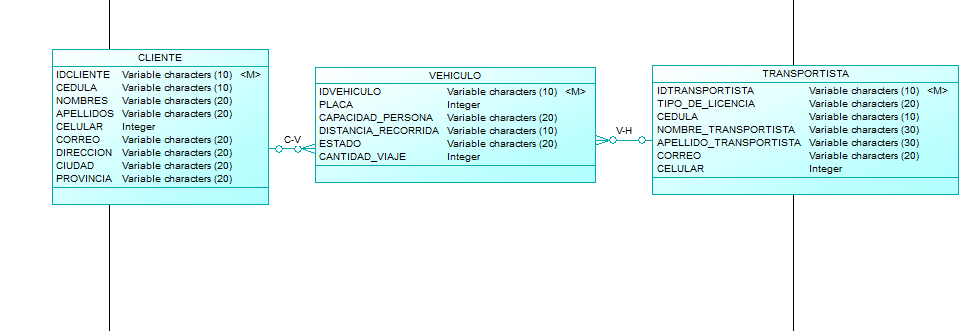 CLIENTE
IDCLIENTE Variable characters (10) <M>
CEDULA Variable characters (10)
NOMBRES Variable characters (20)
APELLIDOS Variable characters (20)
CELULAR Integer
CORREO Variable characters (20)
DIRECCION Variable characters (20)
CIUDAD Variable characters (20)
PROVINCIA Variable characters (20)
C-V
VEHICULO
IDVEHICULO Variable characters (10) <M>
PLACA Integer
CAPACIDAD_PERSONA Variable characters (20)
DISTANCIA_RECORRIDA Variable characters (10)
ESTADO Variable characters (20)
CANTIDAD_VIAJE Integer
V-H
TRANSPORTISTA
IDTRANSPORTISTA Variable characters (10) <M>
TIPO_DE_LICENCIA Variable characters (20)
CEDULA Variable characters (10)
NOMBRE_TRANSPORTISTA Variable characters (30)
APELLIDO_TRANSPORTISTA Variable characters (30)
CORREO Variable characters (20)
CELULAR Integer